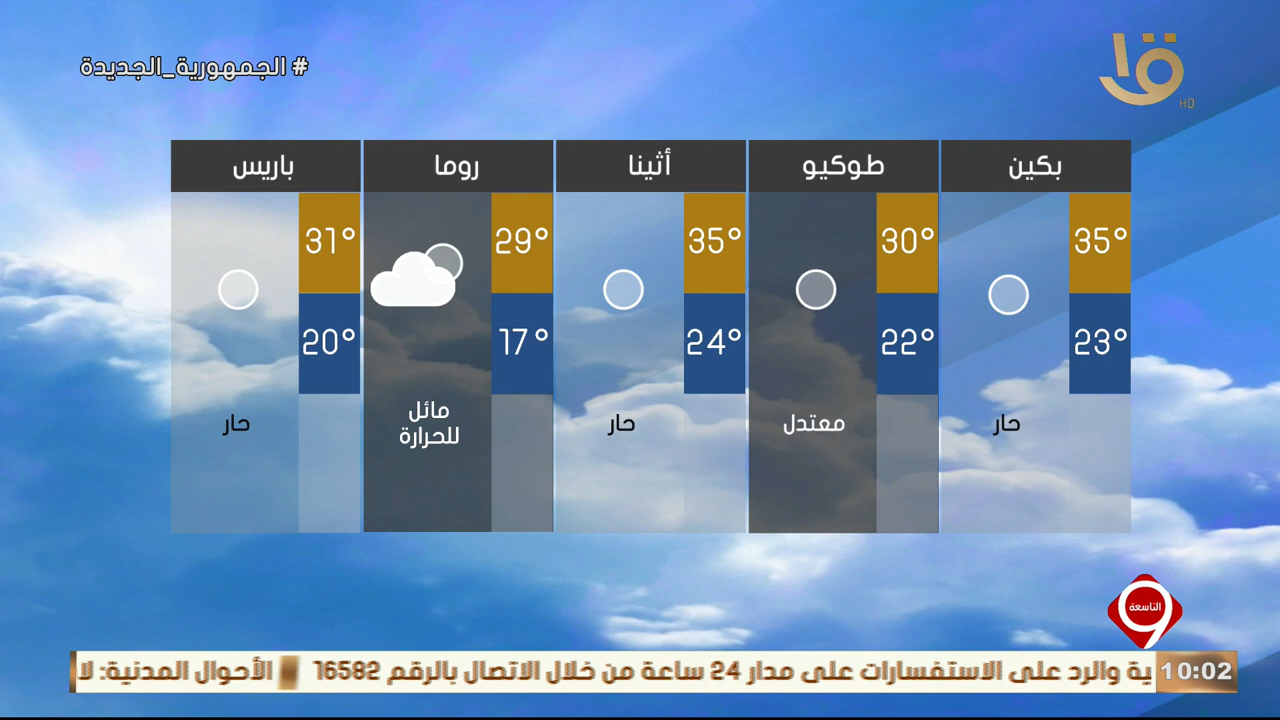 # الجمهورية_الجديدة
HD
بكين
35°
23°
حار
طوكيو
30°
22°
معتدل
أثينا
35°
24°
حار
روما
29°
17°
مائل
للحرارة
باريس
31°
20°
حار
التاسعة
9
10:02
ية والرد على الاستفسارات على مدار 24 ساعة من خلال الاتصال بالرقم 16582
الأحوال المدنية: لا